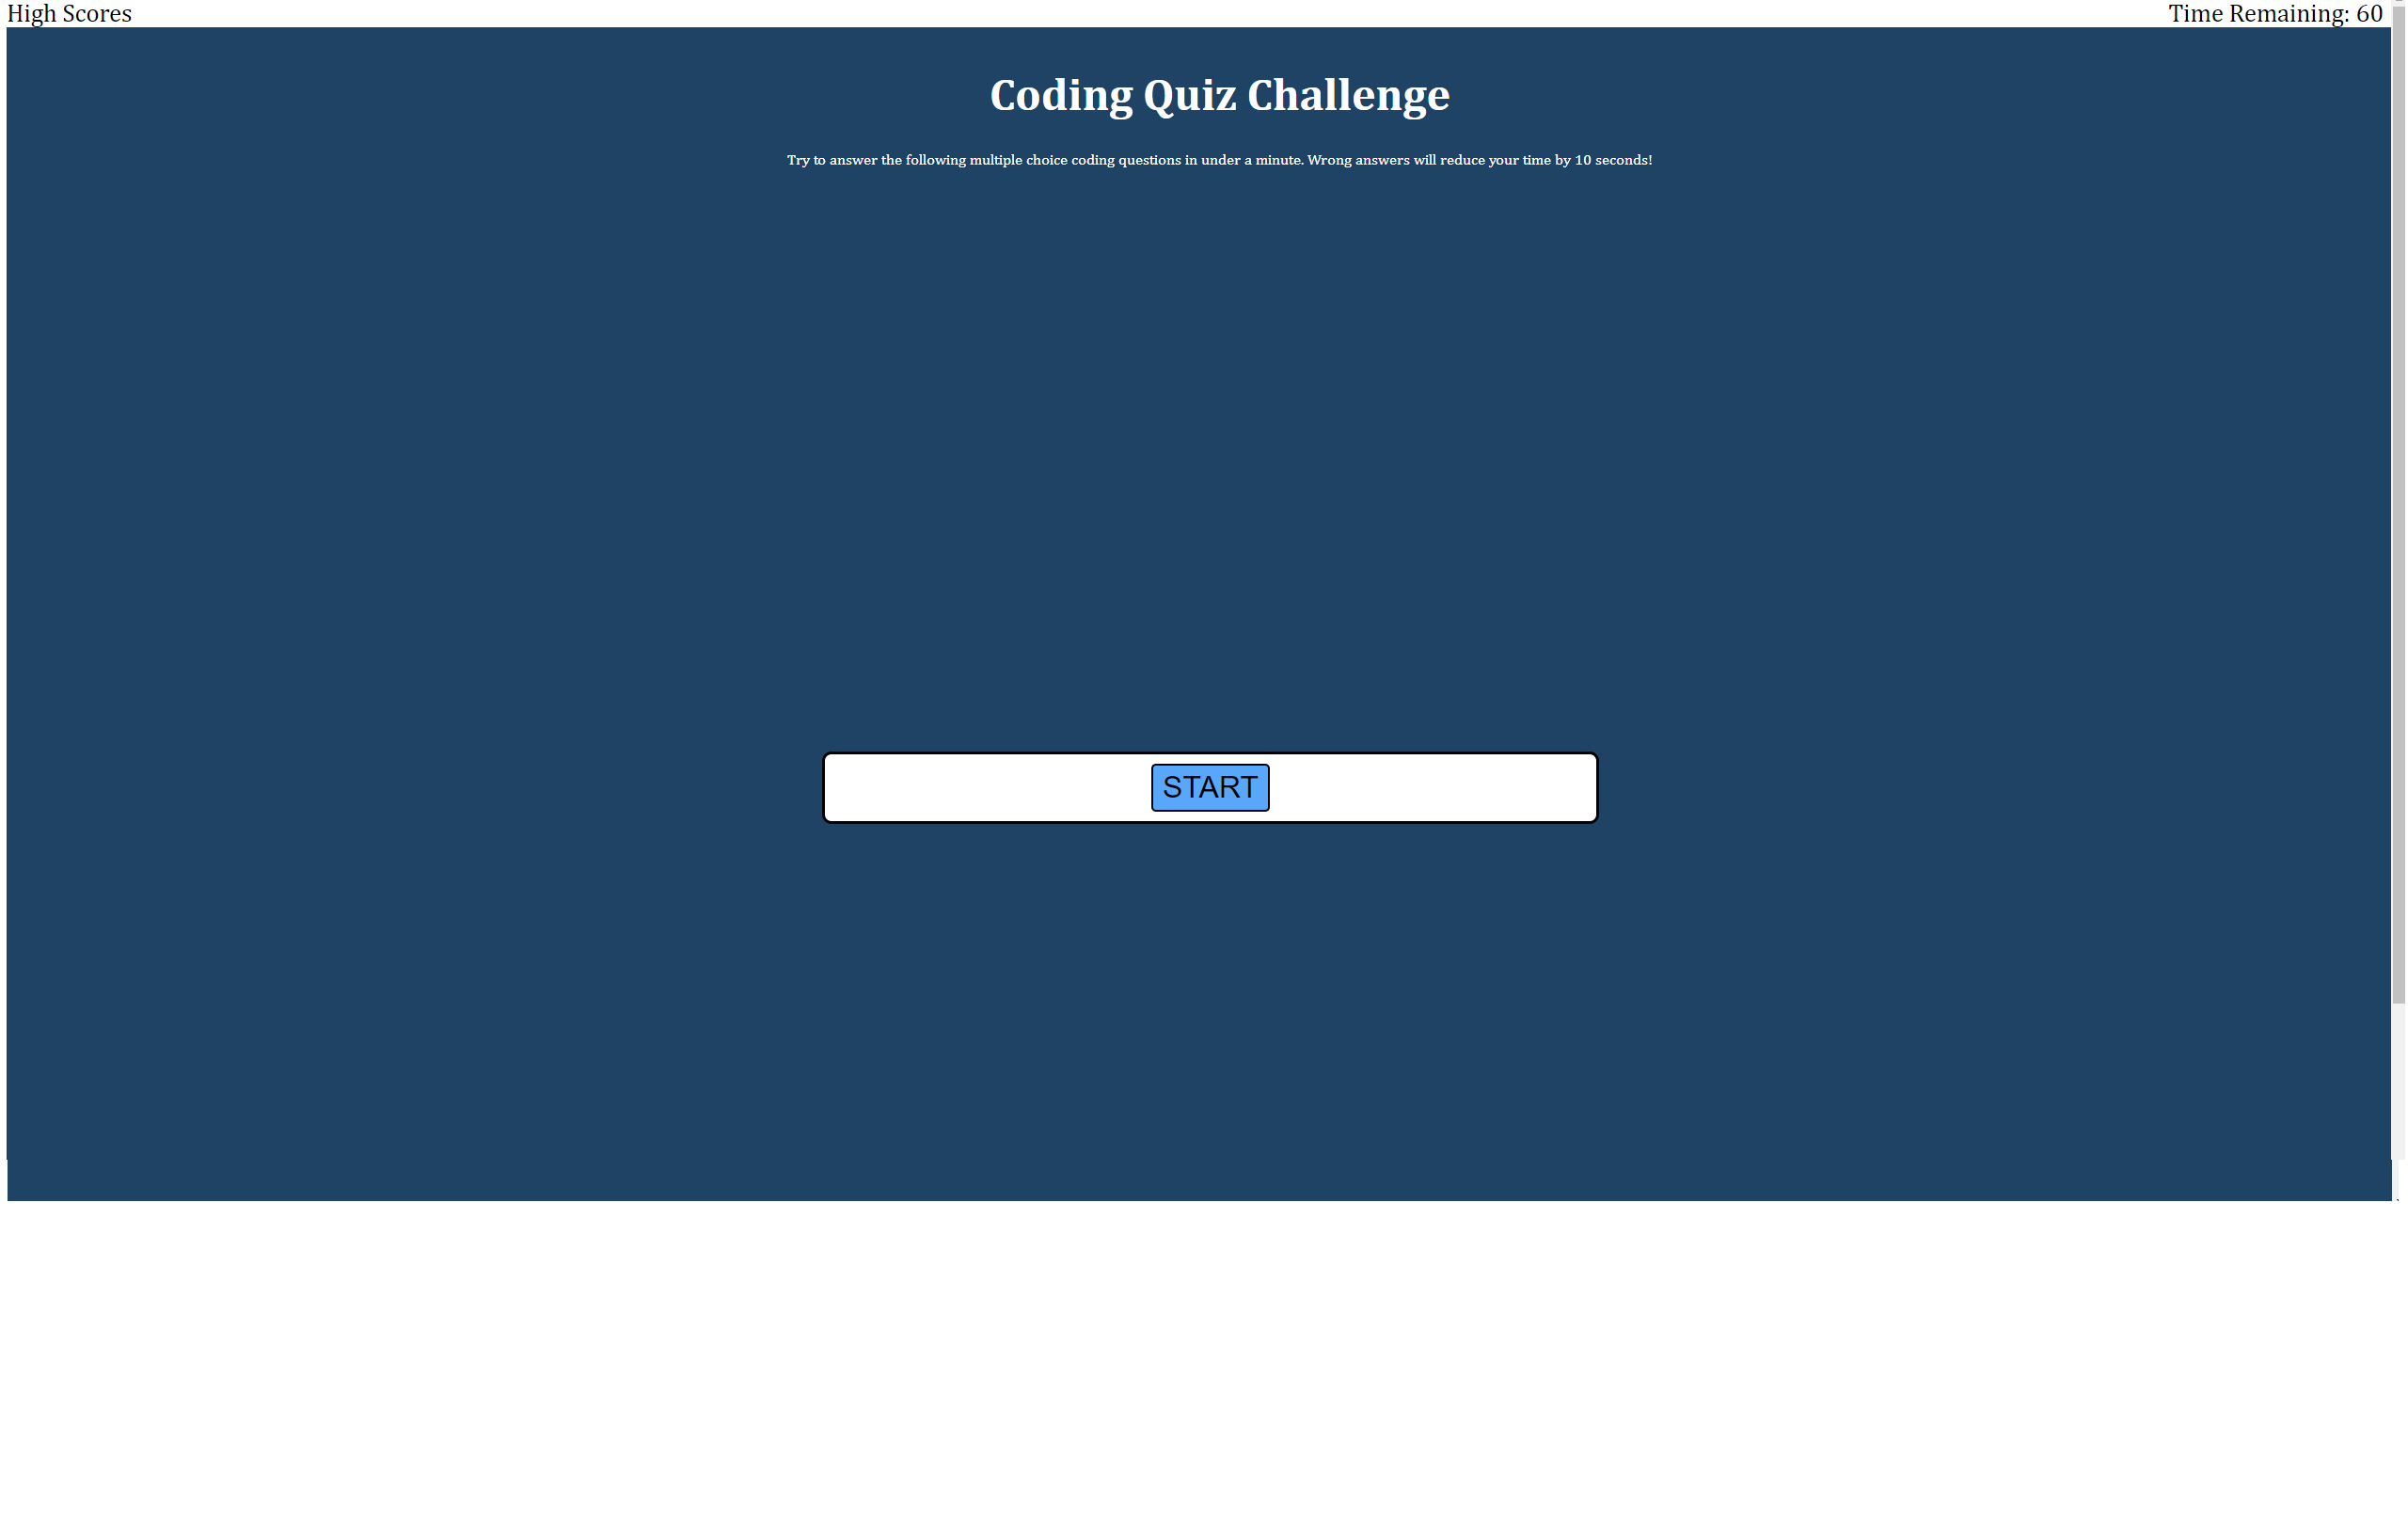 High Scores
Time Remaining: 60
Coding Quiz Challenge
Try to answer the following multiple choice coding questions in under a minute. Wrong answers will reduce your time by 10 seconds!
START